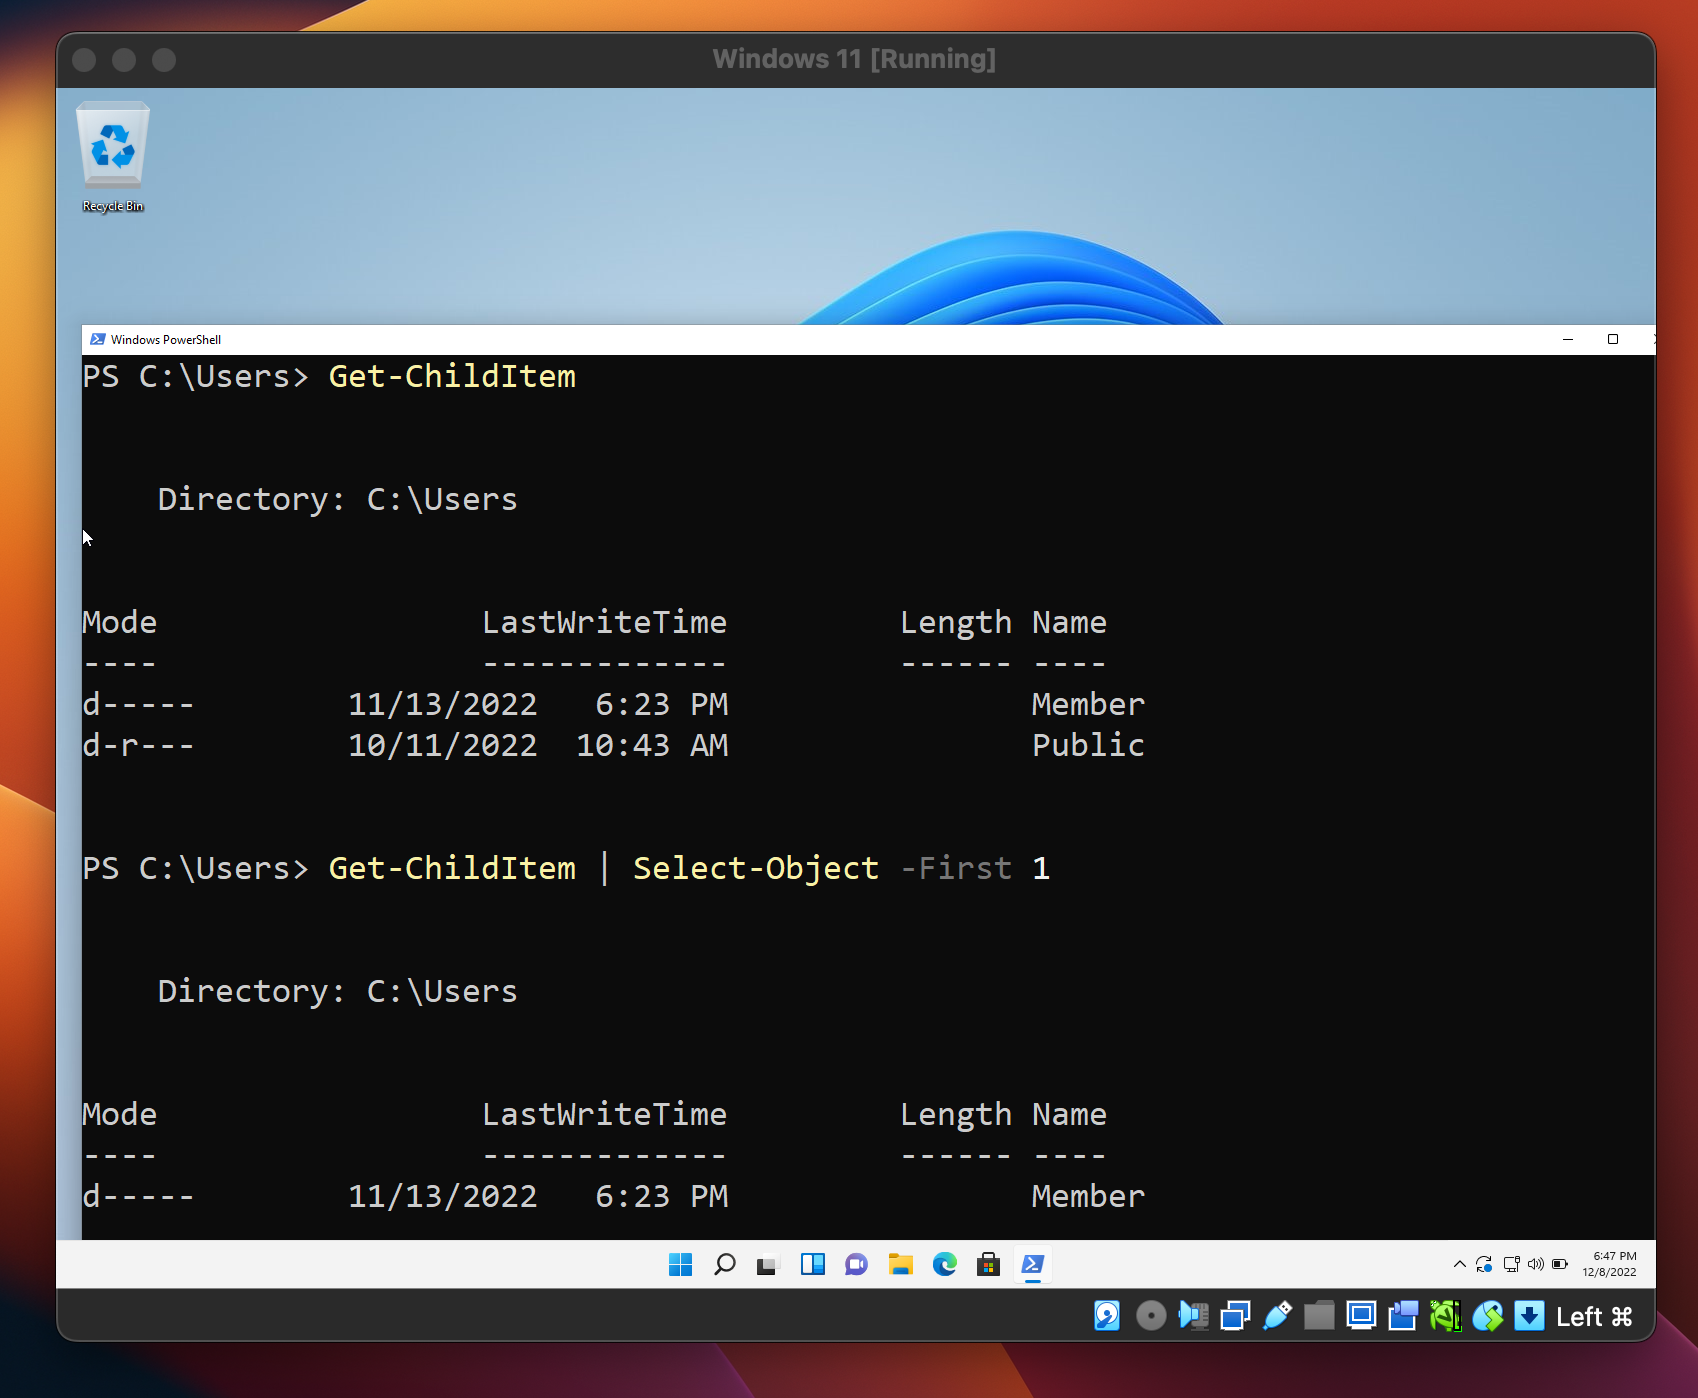 Windows 11 [Running]
Recycle Bin
Windows PowerShell
PS C:\Users> Get-ChildItem
Directory: C:\Users
Mode LastWriteTime Length Name
---- ------------- ------ ----
d----- 11/13/2022 6:23 PM Member
d-r--- 10/11/2022 10:43 AM Public
PS C:\Users> Get-ChildItem | Select-Object -First 1
Directory: C:\Users
Mode LastWriteTime Length Name
---- ------------- ------ ----
d----- 11/13/2022 6:23 PM Member
6:47 PM
12/8/2022
Left ⌘